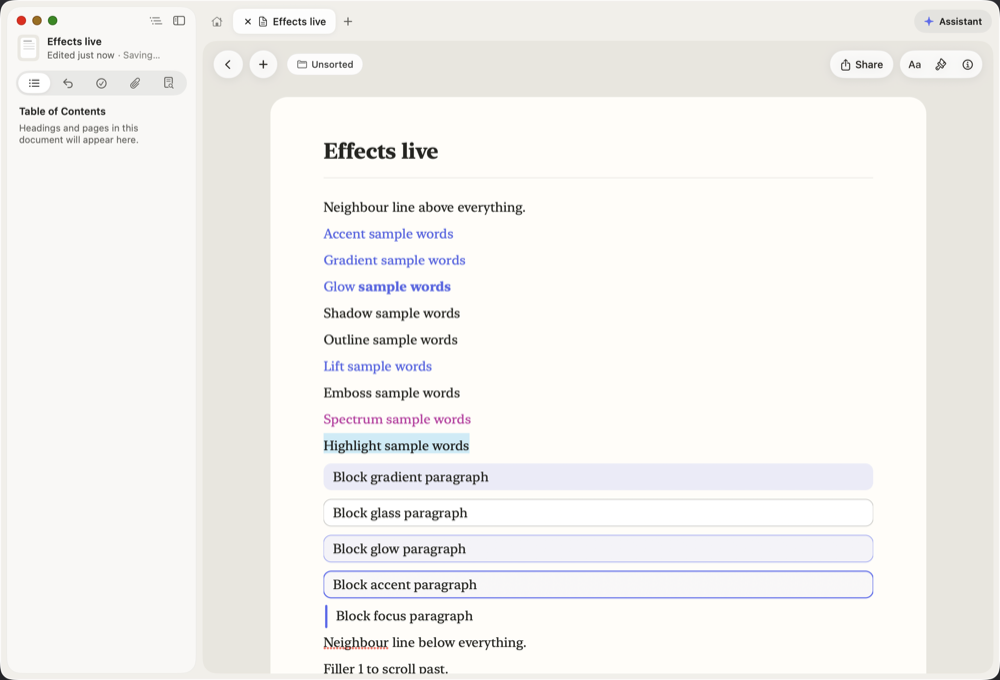 Effects live
Edited just now · Saving...
Table of Contents
Headings and pages in this
document will appear here.
Effects live
Assistant
Unsorted
Share
Aa
Effects live
Neighbour line above everything.
Accent sample words
Gradient sample words
Glow sample words
Shadow sample words
Outline sample words
Lift sample words
Emboss sample words
Spectrum sample words
Highlight sample words
Block gradient paragraph
Block glass paragraph
Block glow paragraph
Block accent paragraph
Block focus paragraph
Neighbour line below everything.
Filler 1 to scroll past.